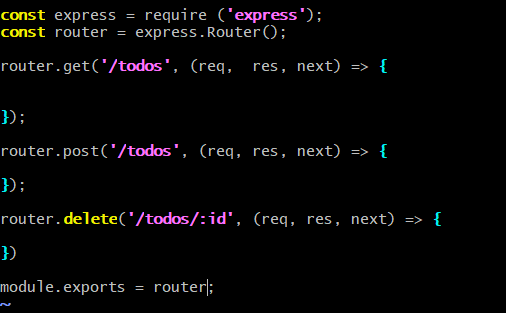 const express = require ('express');
const router = express.Router();
router.get('/todos', (req,  res, next) => {
});
router.post('/todos', (req, res, next) => {
});
router.delete('/todos/:id', (req, res, next) => {
})
module.exports = router;
~